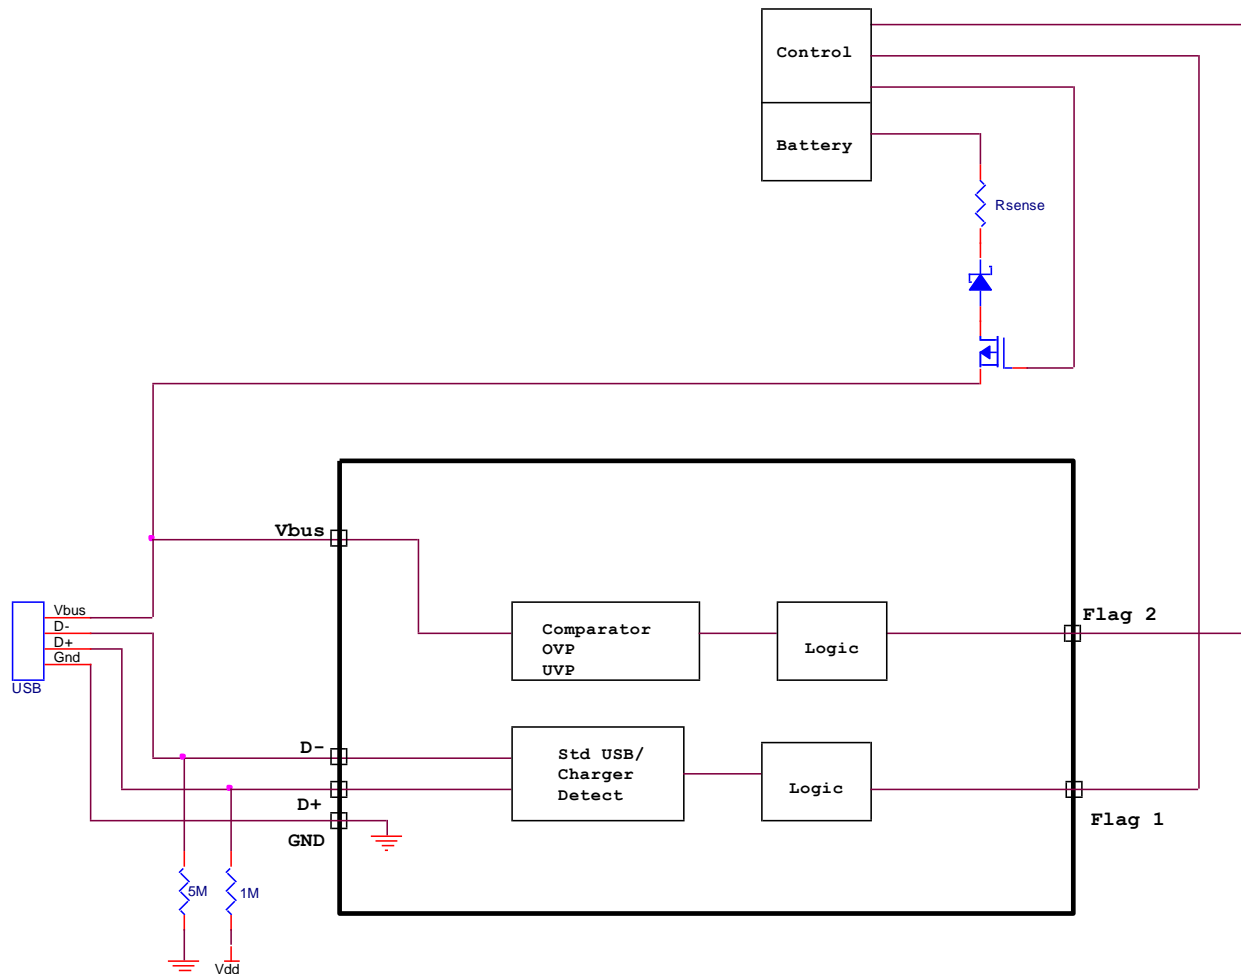 Control
Battery
Rsense
Vbus
Vbus
D-
D+
Gnd
USB
Comparator
OVP
UVP
Logic
Flag 2
D-
D+
GND
Std USB/
Charger
Detect
Logic
Flag 1
5M
1M
Vdd